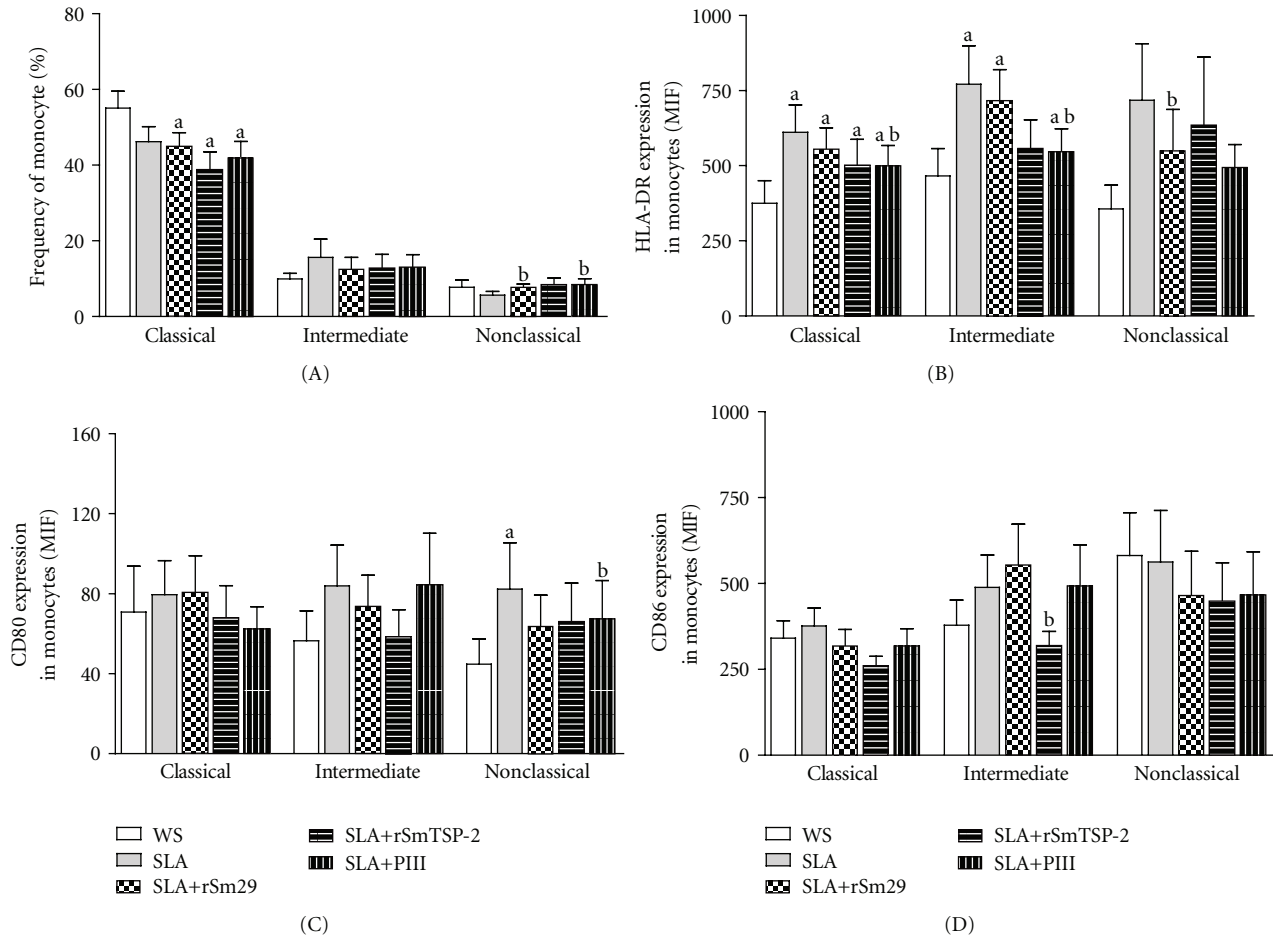 80
60
40
20
0
Frequency of monocyte (%)
a
a
a
b
b
Classical
Intermediate
Nonclassical
(A)
1000
750
500
250
0
HLA-DR expression
in monocytes (MIF)
a
a
a
a b
a
a
a b
b
Classical
Intermediate
Nonclassical
(B)
160
120
80
40
0
CD80 expression
in monocytes (MIF)
a
b
Classical
Intermediate
Nonclassical
WS
SLA
SLA+rSm29
SLA+rSmTSP-2
SLA+PIII
(C)
1000
750
500
250
0
CD86 expression
in monocytes (MIF)
b
Classical
Intermediate
Nonclassical
WS
SLA
SLA+rSm29
SLA+rSmTSP-2
SLA+PIII
(D)